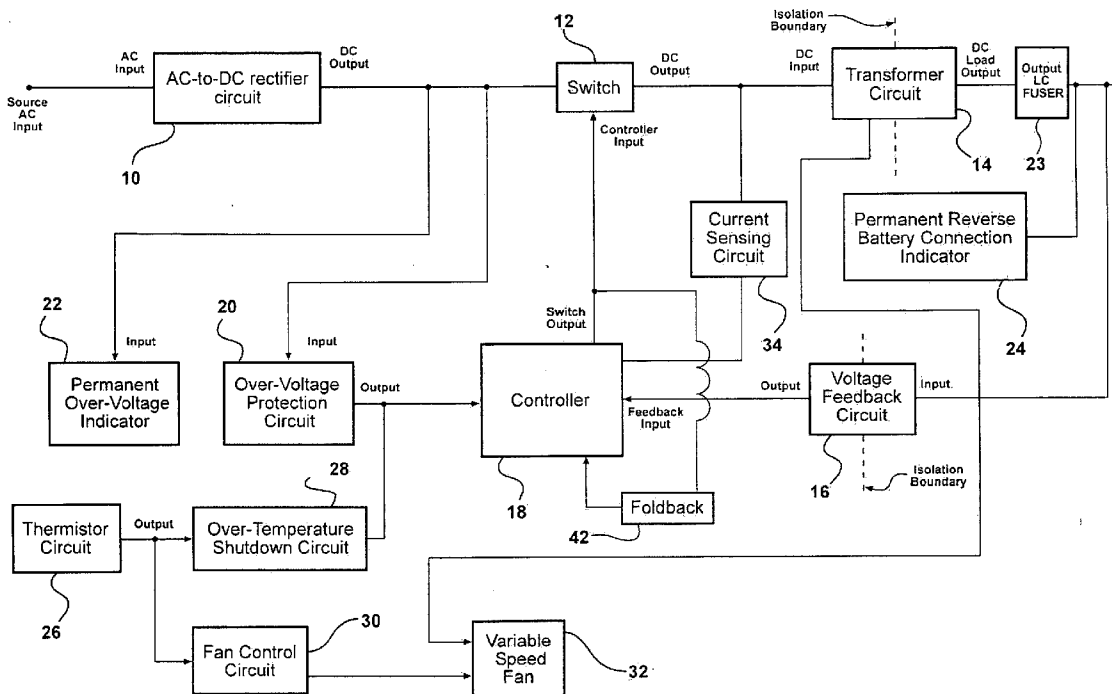 Isolation
Boundary
12
AC
Input
AC-to-DC rectifier
circuit
DC
Output
Switch
DC Output
DC
Input
Transformer
Circuit
DC
Load
Output
Output
LC
FUSER
Source
AC
Input
10
Controller
Input
14
23
Current
Sensing
Circuit
34
Permanent Reverse
Battery Connection
Indicator
24
22
Input
Permanent
Over-Voltage
Indicator
20
Input
Over-Voltage
Protection
Circuit
Output
Switch
Output
Controller
18
Feedback
Input
Output
Voltage
Feedback
Circuit
Input
16
Isolation
Boundary
Foldback
42
Thermistor
Circuit
26
Output
28
Over-Temperature
Shutdown Circuit
30
Fan Control
Circuit
Variable
Speed
Fan
32